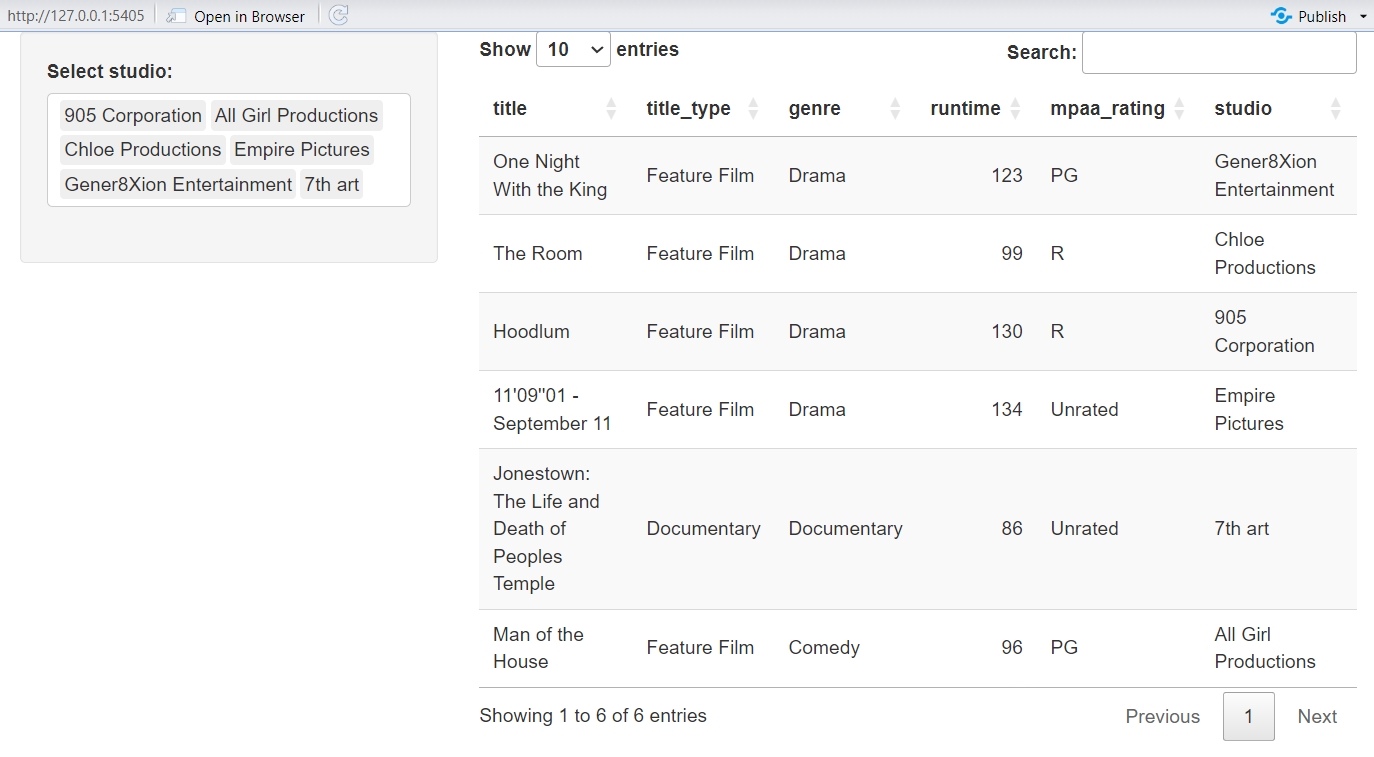 http://127.0.0.1:5405 Open in Browser Publish
Select studio:
905 Corporation All Girl Productions
Chloe Productions Empire Pictures
Gener8Xion Entertainment 7th art
Show 10 entries Search:
title title_type genre runtime mpaa_rating studio
One Night
With the King
Feature Film Drama 123 PG
Gener8Xion
Entertainment
The Room Feature Film Drama 99 R
Chloe
Productions
Hoodlum Feature Film Drama 130 R
905
Corporation
11'09''01 -
September 11
Feature Film Drama 134 Unrated
Empire
Pictures
Jonestown:
The Life and
Death of
Peoples
Temple
Documentary Documentary 86 Unrated 7th art
Man of the
House
Feature Film Comedy 96 PG
All Girl
Productions
Showing 1 to 6 of 6 entries Previous 1 Next